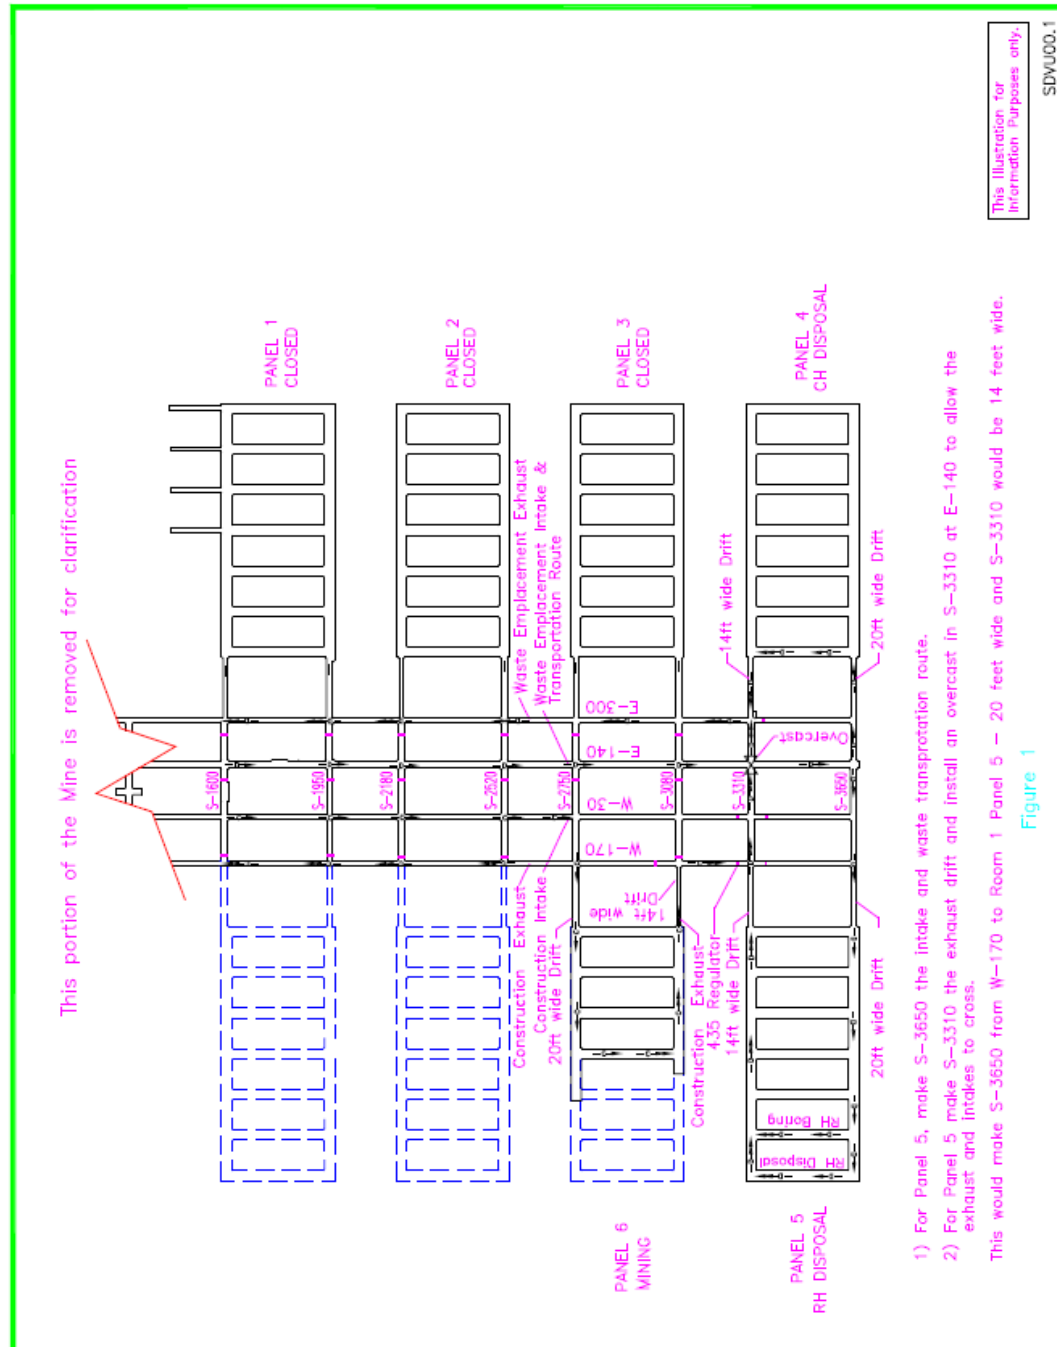 This portion of the Mine is removed for clarification
PANEL 1
CLOSED
PANEL 2
CLOSED
PANEL 3
CLOSED
PANEL 4
CH DISPOSAL
S-1600
S-1950
S-2180
S-2520
S-2750
S-3080
S-3310
S-3650
E-300
E-140
W-30
W-170
Waste Emplacement Exhaust
Waste Emplacement Intake &
Transportation Route
14ft wide Drift
20ft wide Drift
Overcast
Construction Exhaust
Construction Intake
20ft wide Drift
14ft wide
Drift
Construction Exhaust
435 Regulator
14ft wide Drift
20ft wide Drift
RH Boring
RH Disposal
PANEL 6
MINING
PANEL 5
RH DISPOSAL
1) For Panel 5, make S-3650 the intake and waste transprotation route.
2) For Panel 5 make S-3310 the exhaust drift and install an overcast in S-3310 at E-140 to allow the
exhaust and intakes to cross.
This would make S-3650 from W-170 to Room 1 Panel 5 - 20 feet wide and S-3310 would be 14 feet wide.
Figure 1
This Illustration for
Information Purposes only.
SDVU00.1